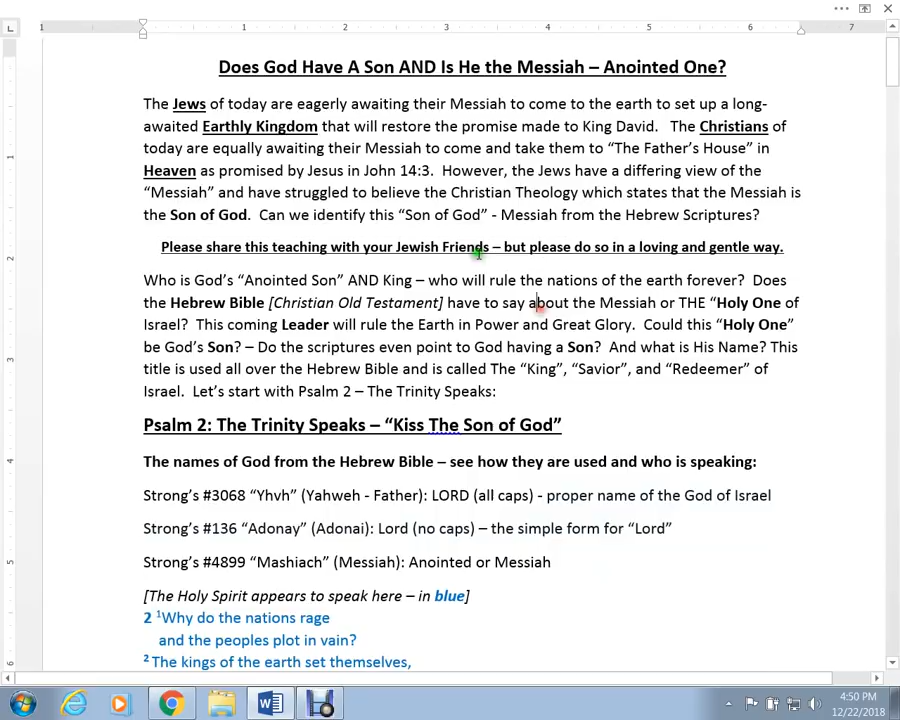 1 1 2 3 4 5 6 7
Does God Have A Son AND Is He the Messiah – Anointed One?
The Jews of today are eagerly awaiting their Messiah to come to the earth to set up a long-
awaited Earthly Kingdom that will restore the promise made to King David.   The Christians of
today are equally awaiting their Messiah to come and take them to “The Father’s House” in
Heaven as promised by Jesus in John 14:3.  However, the Jews have a differing view of the
“Messiah” and have struggled to believe the Christian Theology which states that the Messiah is
the Son of God.  Can we identify this “Son of God” - Messiah from the Hebrew Scriptures?
Please share this teaching with your Jewish Friends – but please do so in a loving and gentle way.
Who is God’s “Anointed Son” AND King – who will rule the nations of the earth forever?  Does
the Hebrew Bible [Christian Old Testament] have to say about the Messiah or THE “Holy One of
Israel?  This coming Leader will rule the Earth in Power and Great Glory.  Could this “Holy One”
be God’s Son? – Do the scriptures even point to God having a Son?  And what is His Name? This
title is used all over the Hebrew Bible and is called The “King”, “Savior”, and “Redeemer” of
Israel.  Let’s start with Psalm 2 – The Trinity Speaks:
Psalm 2: The Trinity Speaks – “Kiss The Son of God”
The names of God from the Hebrew Bible – see how they are used and who is speaking:
Strong’s #3068 “Yhvh” (Yahweh - Father): LORD (all caps) - proper name of the God of Israel
Strong’s #136 “Adonay” (Adonai): Lord (no caps) – the simple form for “Lord”
Strong’s #4899 “Mashiach” (Messiah): Anointed or Messiah
[The Holy Spirit appears to speak here – in blue]
2 ¹Why do the nations rage
and the peoples plot in vain?
² The kings of the earth set themselves,
1
2
3
4
5
6
4:50 PM
12/22/2018